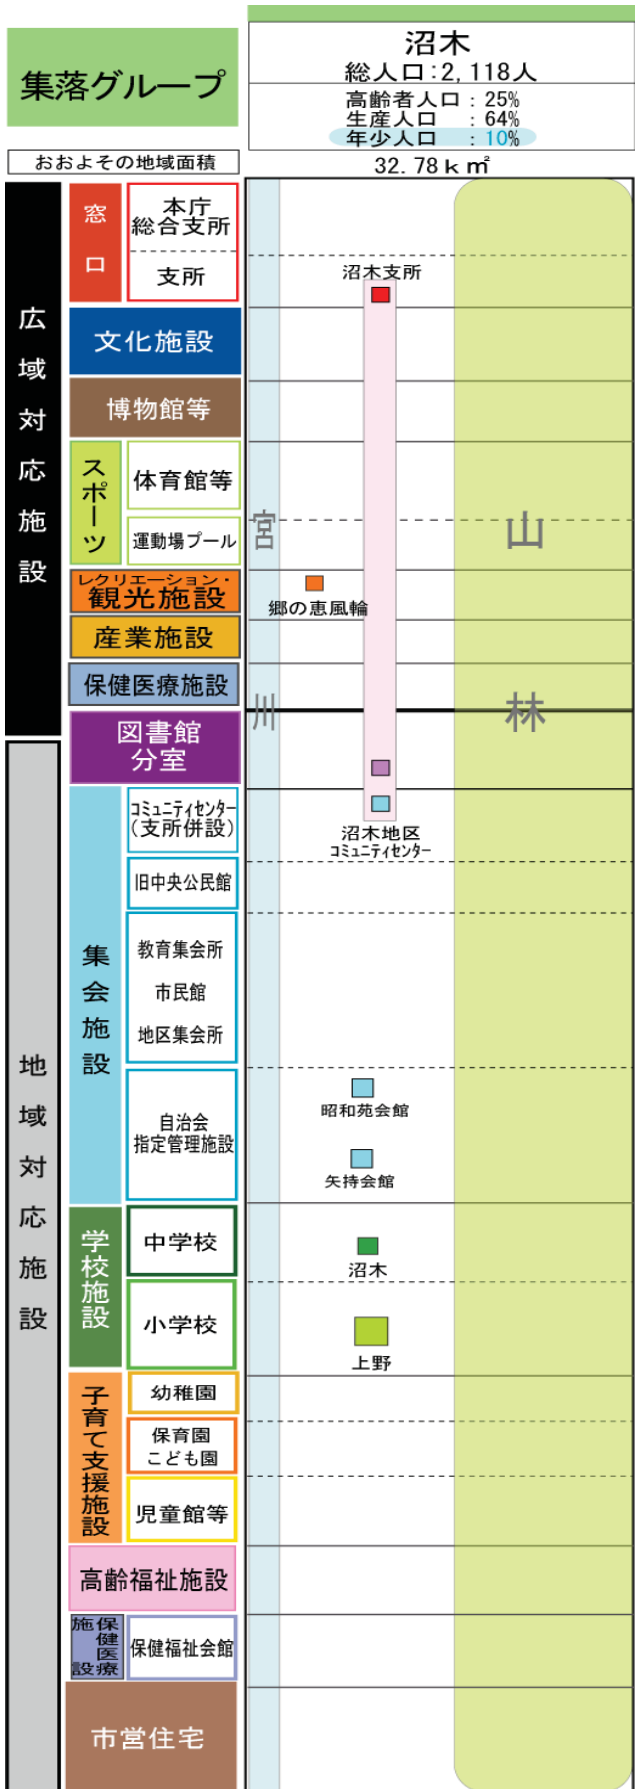 集落グループ
沼木
総人口:2,118人
高齢者人口:25%
生産人口:64%
年少人口:10%
おおよその地域面積
32.78k㎡
広域対応施設
窓口
本庁
総合支所
支所
沼木支所
文化施設
博物館等
スポーツ
体育館等
運動場プール
宮川
山林
レクリエーション・
観光施設
郷の恵風輪
産業施設
保健医療施設
図書館
分室
地域対応施設
集会施設
コミュニティセンター
(支所併設)
沼木地区
コミュニティセンター
旧中央公民館
教育集会所
市民館
地区集会所
自治会
指定管理施設
昭和苑会館
矢持会館
学校施設
中学校
沼木
小学校
上野
子育て支援施設
幼稚園
保育園
こども園
児童館等
高齢福祉施設
保健医療
施設
保健福祉会館
市営住宅